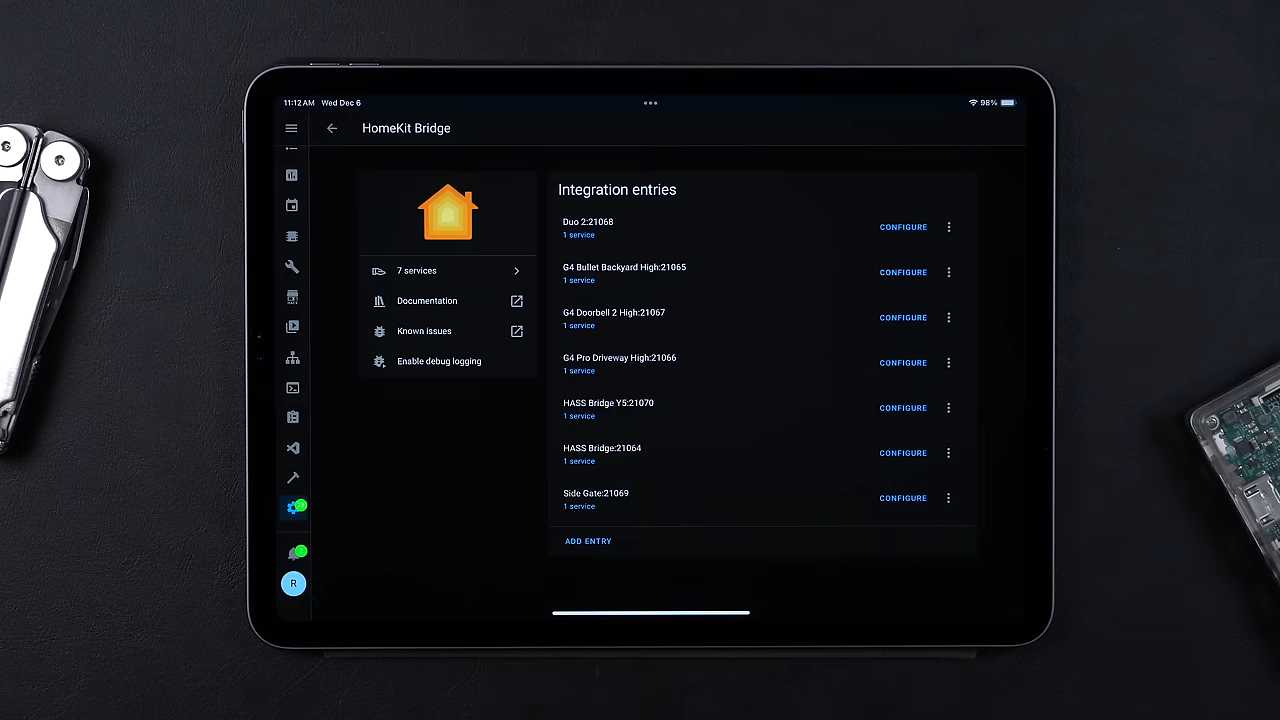 11:12 AM Wed Dec 6
98%
HomeKit Bridge
Integration entries
7 services
Documentation
Known issues
Enable debug logging
Duo 2:21068
1 service
CONFIGURE
G4 Bullet Backyard High:21065
1 service
CONFIGURE
G4 Doorbell 2 High:21067
1 service
CONFIGURE
G4 Pro Driveway High:21066
1 service
CONFIGURE
HASS Bridge Y5:21070
1 service
CONFIGURE
HASS Bridge:21064
1 service
CONFIGURE
Side Gate:21069
1 service
CONFIGURE
ADD ENTRY
HACS
2
R